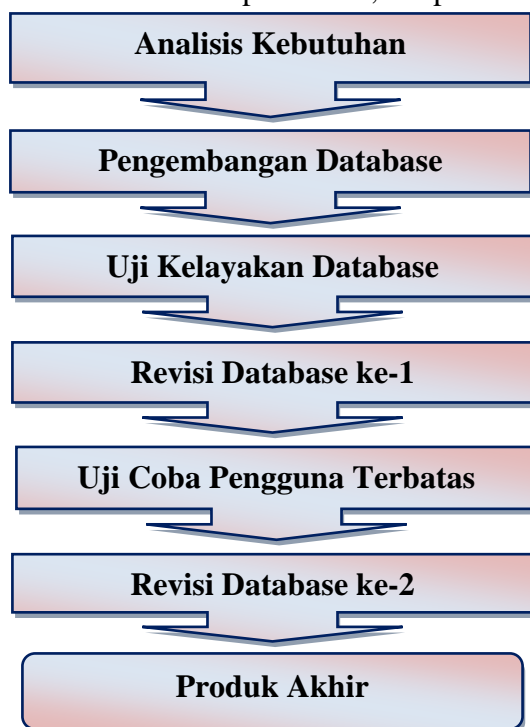 Analisis Kebutuhan
Pengembangan Database
Uji Kelayakan Database
Revisi Database ke-1
Uji Coba Pengguna Terbatas
Revisi Database ke-2
Produk Akhir